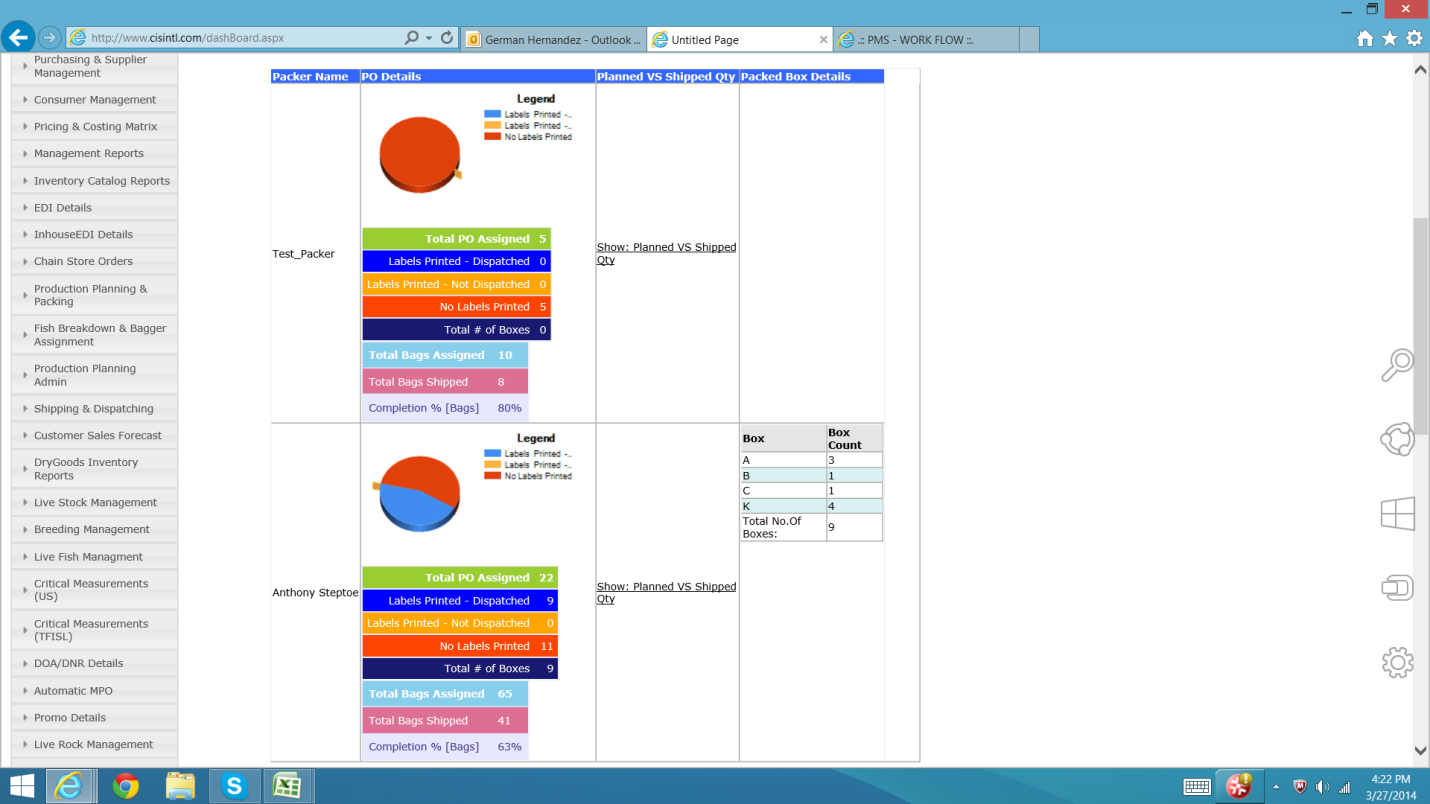 http://www.cisintl.com/dashBoard.aspx
German Hernandez - Outlook ...
Untitled Page
.:: PMS - WORK FLOW ::.
Purchasing & Supplier
Management
Consumer Management
Pricing & Costing Matrix
Management Reports
Inventory Catalog Reports
EDI Details
InhouseEDI Details
Chain Store Orders
Production Planning &
Packing
Fish Breakdown & Bagger
Assignment
Production Planning
Admin
Shipping & Dispatching
Customer Sales Forecast
DryGoods Inventory
Reports
Live Stock Management
Breeding Management
Live Fish Managment
Critical Measurements
(US)
Critical Measurements
(TFISL)
DOA/DNR Details
Automatic MPO
Promo Details
Live Rock Management
Packer Name PO Details Planned VS Shipped Qty Packed Box Details
Test_Packer
Legend
Labels Printed -..
Labels Printed -..
No Labels Printed
Total PO Assigned 5
Labels Printed - Dispatched 0
Labels Printed - Not Dispatched 0
No Labels Printed 5
Total # of Boxes 0
Total Bags Assigned 10
Total Bags Shipped 8
Completion % [Bags] 80%
Show: Planned VS Shipped
Qty
Anthony Steptoe
Legend
Labels Printed -..
Labels Printed -..
No Labels Printed
Total PO Assigned 22
Labels Printed - Dispatched 9
Labels Printed - Not Dispatched 0
No Labels Printed 11
Total # of Boxes 9
Total Bags Assigned 65
Total Bags Shipped 41
Completion % [Bags] 63%
Show: Planned VS Shipped
Qty
Box Box
Count
A 3
B 1
C 1
K 4
Total No.Of
Boxes: 9
4:22 PM
3/27/2014